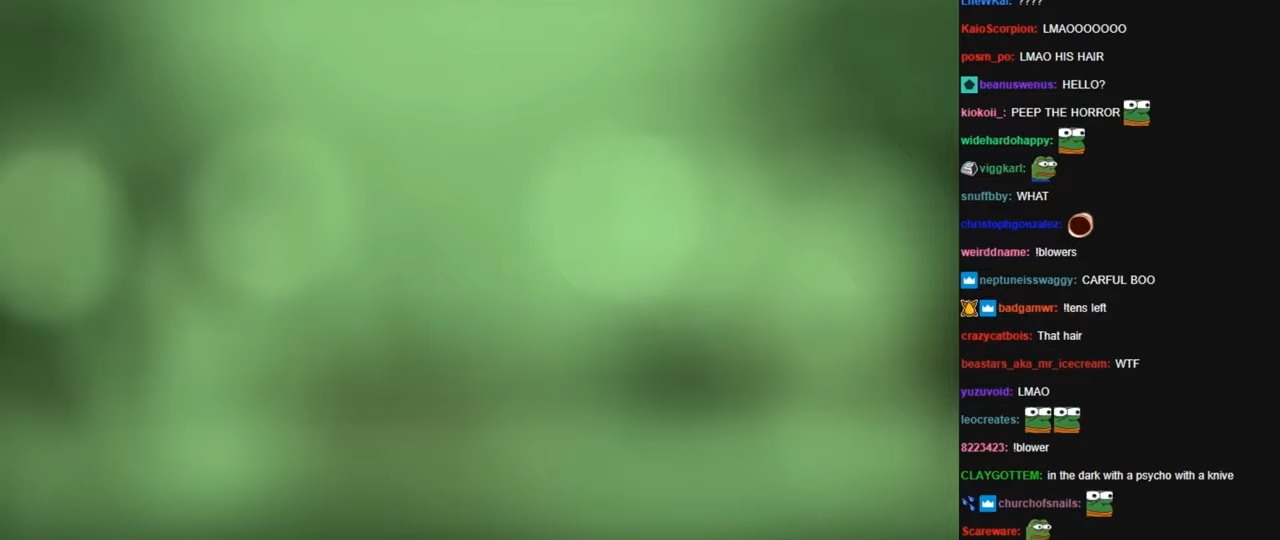 LneWKai: ????
KaioScorpion: LMAOOOOOOO
posm_po: LMAO HIS HAIR
beanuswenus: HELLO?
kiokoii_: PEEP THE HORROR
widehardohappy:
viggkart:
snuffbby: WHAT
christophgonzalez:
weirddname: !blowers
neptuneisswaggy: CARFUL BOO
badgamwr: !tens left
crazycatbois: That hair
beastars_aka_mr_icecream: WTF
yuzuvoid: LMAO
leocreates:
8223423: !blower
CLAYGOTTEM: in the dark with a psycho with a knive
churchofsnails:
Scareware: